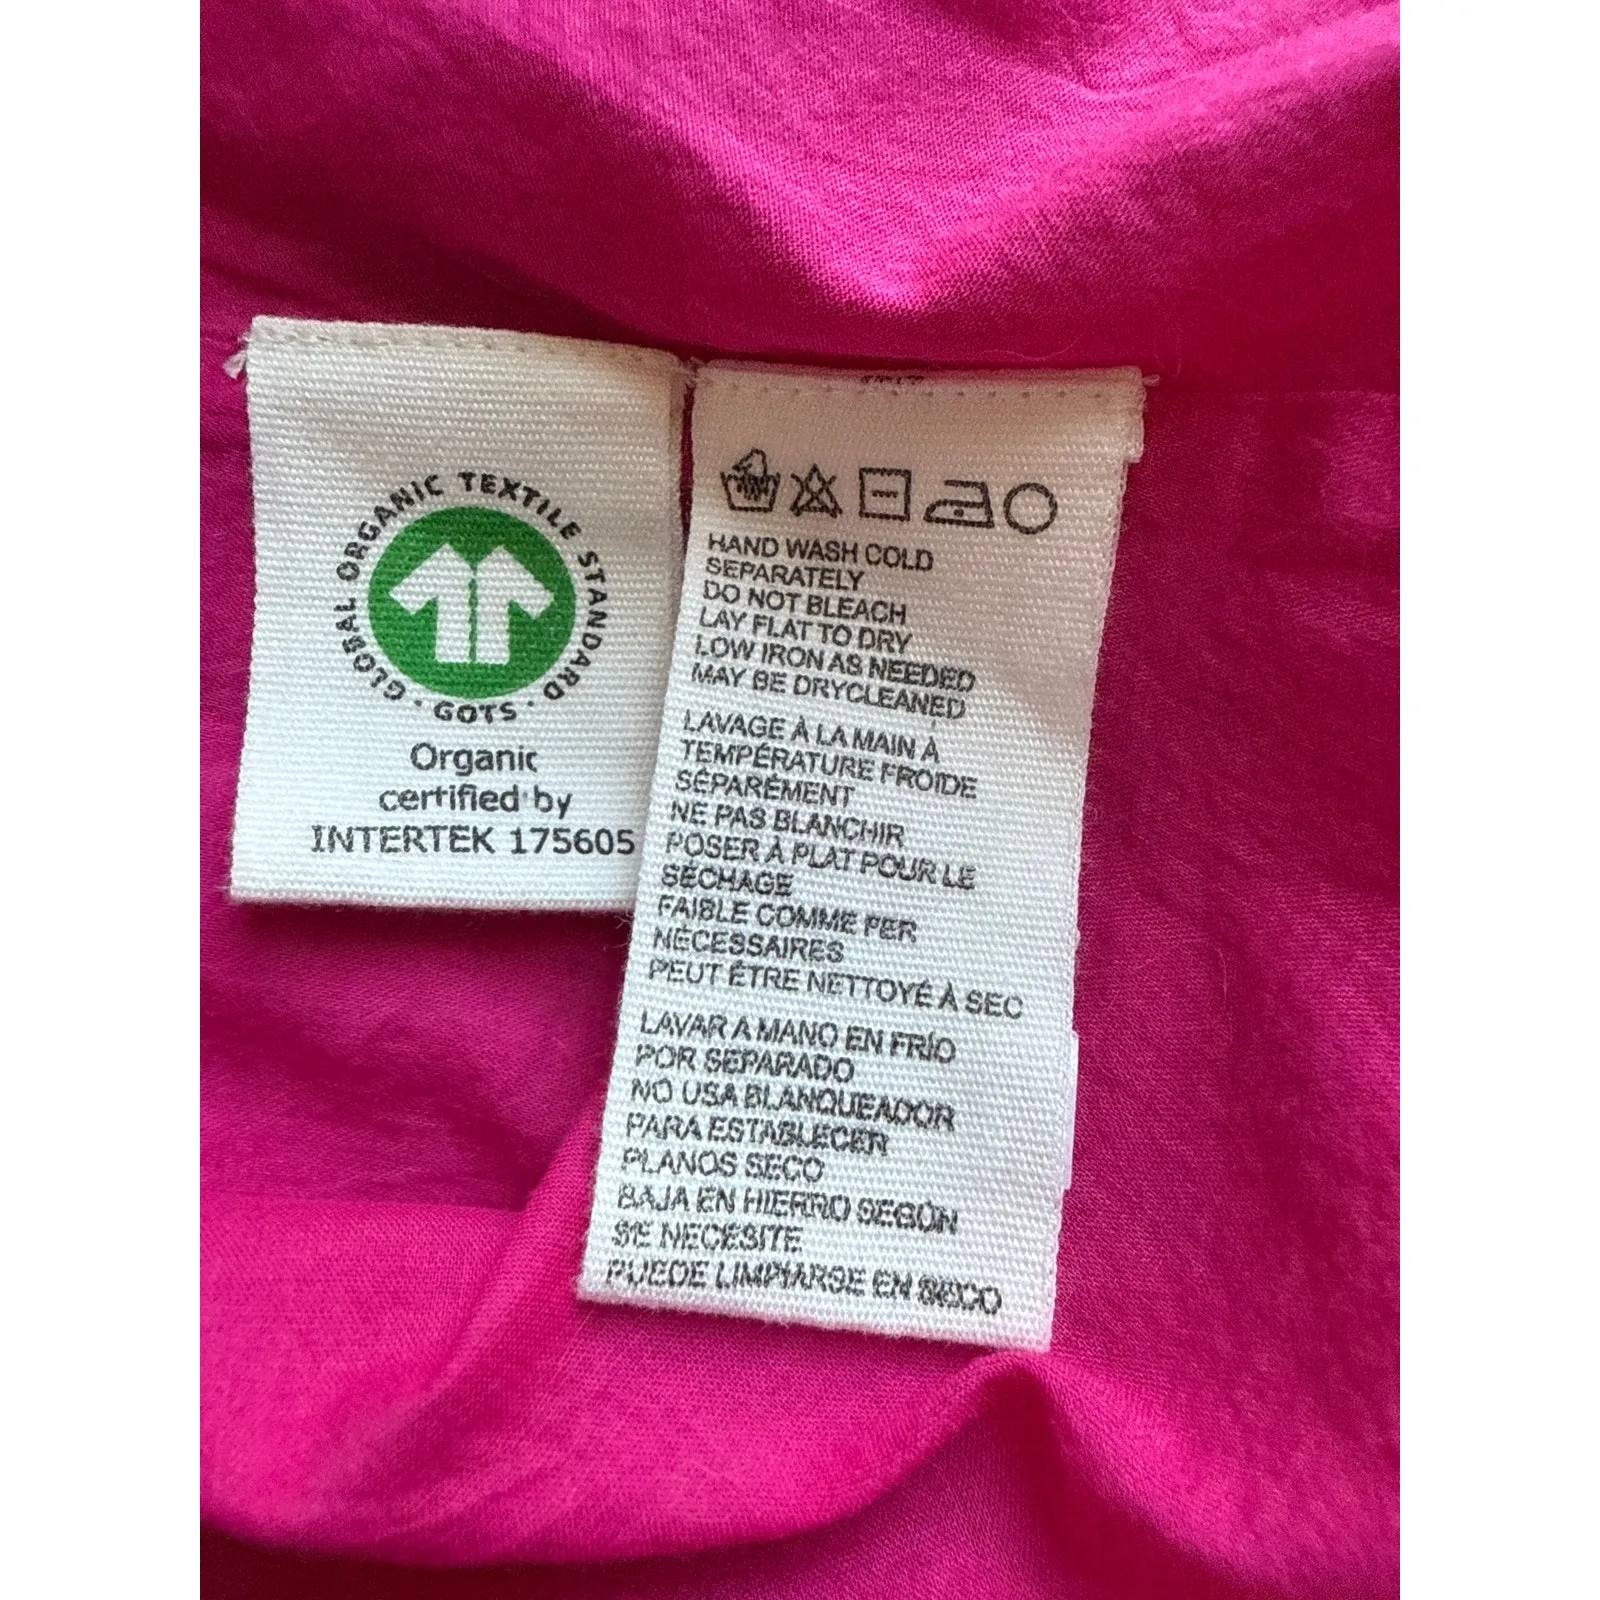 GLOBAL ORGANIC TEXTILE STANDARD · GOTS ·
Organic
certified by
INTERTEK 175605
HAND WASH COLD
SEPARATELY
DO NOT BLEACH
LAY FLAT TO DRY
LOW IRON AS NEEDED
MAY BE DRYCLEANED
LAVAGE À LA MAIN À
TEMPÉRATURE FROIDE
SÉPARÉMENT
NE PAS BLANCHIR
POSER À PLAT POUR LE
SÉCHAGE
FAIBLE COMME FER
NÉCESSAIRES
PEUT ÊTRE NETTOYÉ À SEC
LAVAR A MANO EN FRÍO
POR SEPARADO
NO USA BLANQUEADOR
PARA ESTABLECER
PLANOS SECO
BAJA EN HIERRO SEGÚN
SE NECESITE
PUEDE LIMPIARSE EN SECO